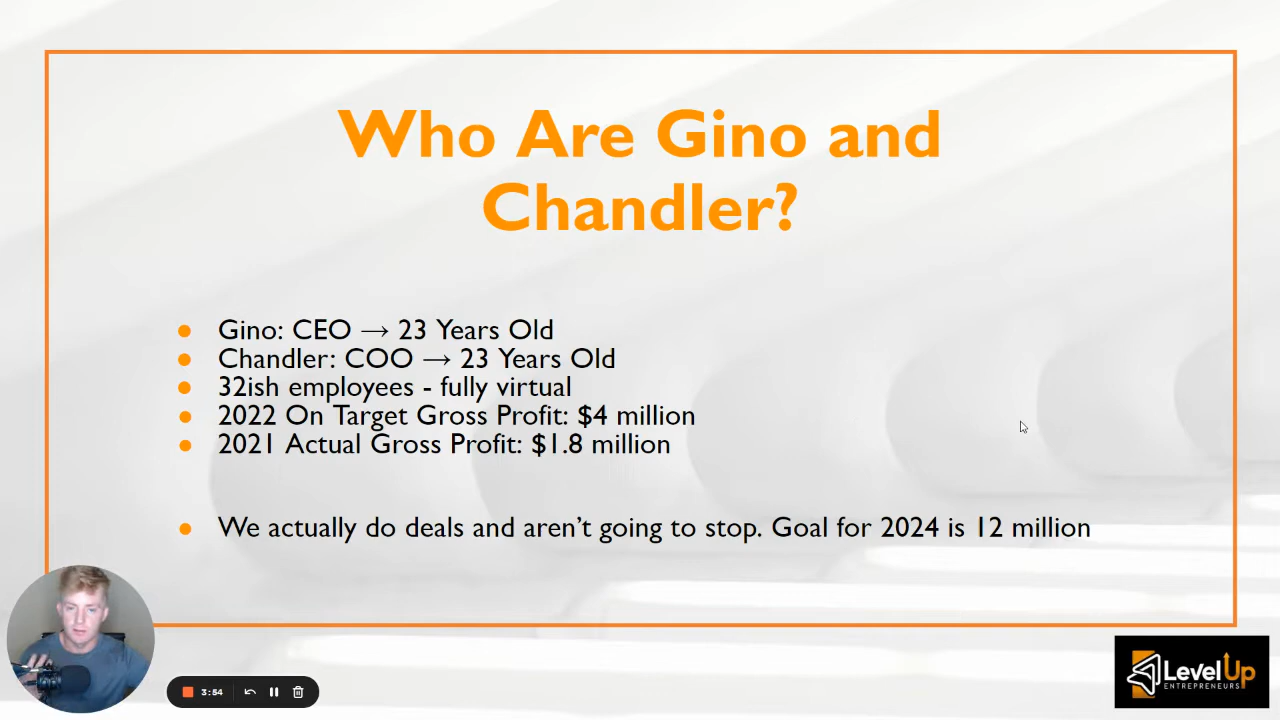 Who Are Gino and
Chandler?
Gino: CEO → 23 Years Old
Chandler: COO → 23 Years Old
32ish employees - fully virtual
2022 On Target Gross Profit: $4 million
2021 Actual Gross Profit: $1.8 million
We actually do deals and aren’t going to stop. Goal for 2024 is 12 million
3:54
LevelUp
ENTREPRENEURS